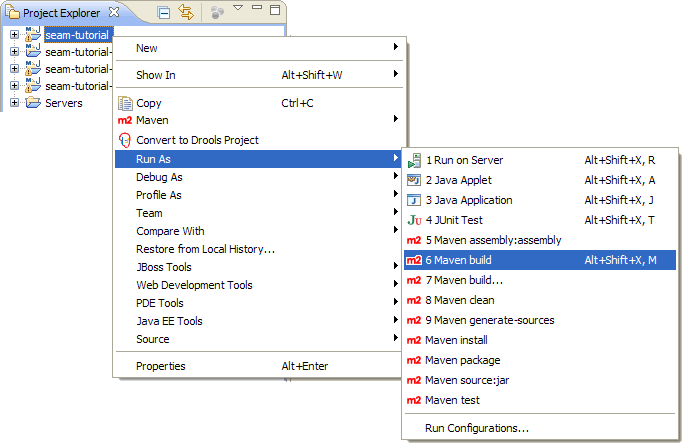 Project Explorer
seam-tutorial
seam-tutorial-
seam-tutorial-
seam-tutorial-
Servers
New
Show In Alt+Shift+W
Copy Ctrl+C
m2 Maven
Convert to Drools Project
Run As
Debug As
Profile As
Team
Compare With
Restore from Local History...
JBoss Tools
Web Development Tools
PDE Tools
Java EE Tools
Source
Properties Alt+Enter
1 Run on Server Alt+Shift+X, R
2 Java Applet Alt+Shift+X, A
3 Java Application Alt+Shift+X, J
JU 4 JUnit Test Alt+Shift+X, T
m2 5 Maven assembly:assembly
m2 6 Maven build Alt+Shift+X, M
m2 7 Maven build...
m2 8 Maven clean
m2 9 Maven generate-sources
m2 Maven install
m2 Maven package
m2 Maven source:jar
m2 Maven test
Run Configurations...